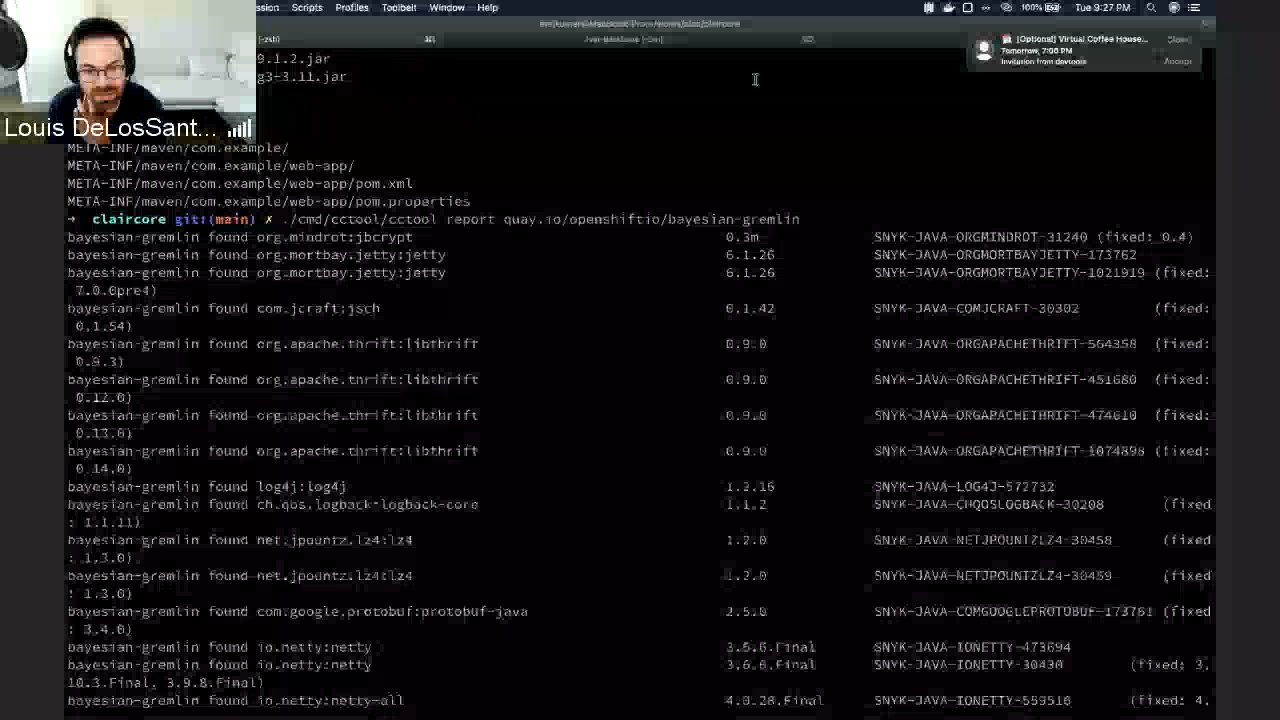 ssion Scripts Profiles Toolbelt Window Help 100% Tue 9:27 PM
[Optional] Virtual Coffee House...
Tomorrow, 7:00 PM
Invitation from devtools
Close
Accept
9.1.2.jar
g3-3.11.jar
Louis DeLosSant...
META-INF/maven/com.example/
META-INF/maven/com.example/web-app/
META-INF/maven/com.example/web-app/pom.xml
META-INF/maven/com.example/web-app/pom.properties
→ claircore git:(main) ✗ ./cmd/cctool/cctool report quay.io/openshiftio/bayesian-gremlin
bayesian-gremlin found org.mindrot:jbcrypt 0.3m SNYK-JAVA-ORGMINDROT-31240 (fixed: 0.4)
bayesian-gremlin found org.mortbay.jetty:jetty 6.1.26 SNYK-JAVA-ORGMORTBAYJETTY-173762
bayesian-gremlin found org.mortbay.jetty:jetty 6.1.26 SNYK-JAVA-ORGMORTBAYJETTY-1021919 (fixed:
7.0.0pre4)
bayesian-gremlin found com.jcraft:jsch 0.1.42 SNYK-JAVA-COMJCRAFT-30302 (fixed:
0.1.54)
bayesian-gremlin found org.apache.thrift:libthrift 0.9.0 SNYK-JAVA-ORGAPACHETHRIFT-564358 (fixed:
0.9.3)
bayesian-gremlin found org.apache.thrift:libthrift 0.9.0 SNYK-JAVA-ORGAPACHETHRIFT-451680 (fixed:
0.12.0)
bayesian-gremlin found org.apache.thrift:libthrift 0.9.0 SNYK-JAVA-ORGAPACHETHRIFT-474610 (fixed:
0.13.0)
bayesian-gremlin found org.apache.thrift:libthrift 0.9.0 SNYK-JAVA-ORGAPACHETHRIFT-1074898 (fixed:
0.14.0)
bayesian-gremlin found log4j:log4j 1.2.16 SNYK-JAVA-LOG4J-572732
bayesian-gremlin found ch.qos.logback-logback-core 1.1.2 SNYK-JAVA-CHQOSLOGBACK-30208 (fixed
: 1.1.11)
bayesian-gremlin found net.jpountz.lz4:lz4 1.2.0 SNYK-JAVA-NETJPOUNTZLZ4-30458 (fixed
: 1.3.0)
bayesian-gremlin found net.jpountz.lz4:lz4 1.2.0 SNYK-JAVA-NETJPOUNTZLZ4-30459 (fixed
: 1.3.0)
bayesian-gremlin found com.google.protobuf:protobuf-java 2.5.0 SNYK-JAVA-COMGOOGLEPROTOBUF-173761 (fixed
: 3.4.0)
bayesian-gremlin found io.netty:netty 3.6.6.Final SNYK-JAVA-IONETTY-473694
bayesian-gremlin found io.netty:netty 3.6.6.Final SNYK-JAVA-IONETTY-30430 (fixed: 3.
10.3.Final, 3.9.8.Final)
bayesian-gremlin found io.netty:netty-all 4.0.28.Final SNYK-JAVA-IONETTY-559516 (fixed: 4.